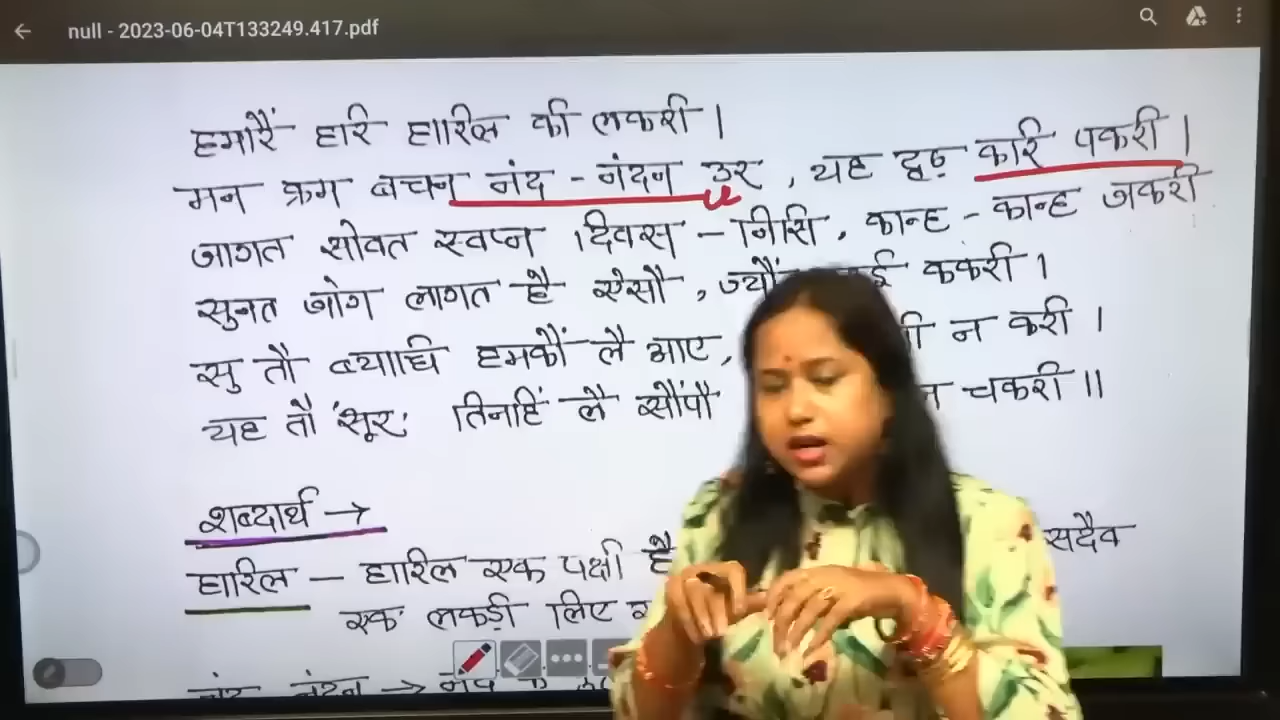 null - 2023-06-04T133249.417.pdf
हमारैं हरि हारिल की लकरी ।
मन क्रम बचन नंद - नंदन उर , यह दृढ़ करि पकरी ।
जागत सोवत स्वप्न दिवस - निसि , कान्ह - कान्ह जकरी
सुनत जोग लागत है ऐसौ , ज्यौं ककरी ।
सु तौ ब्याधि हमकौं लै आए , न करी ।
यह तौ 'सूर' तिनहिं लै सौंपौ चकरी ॥
शब्दार्थ →
हारिल – हारिल एक पक्षी है सदैव
एक लकड़ी लिए